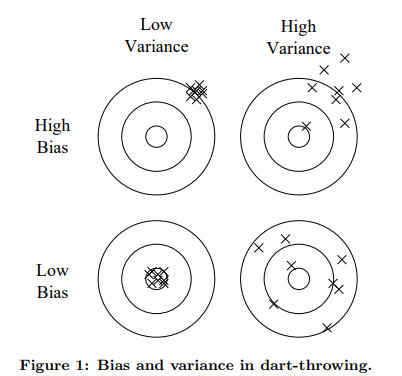 Low
Variance
High
Variance
High
Bias
Low
Bias
Figure 1: Bias and variance in dart-throwing.